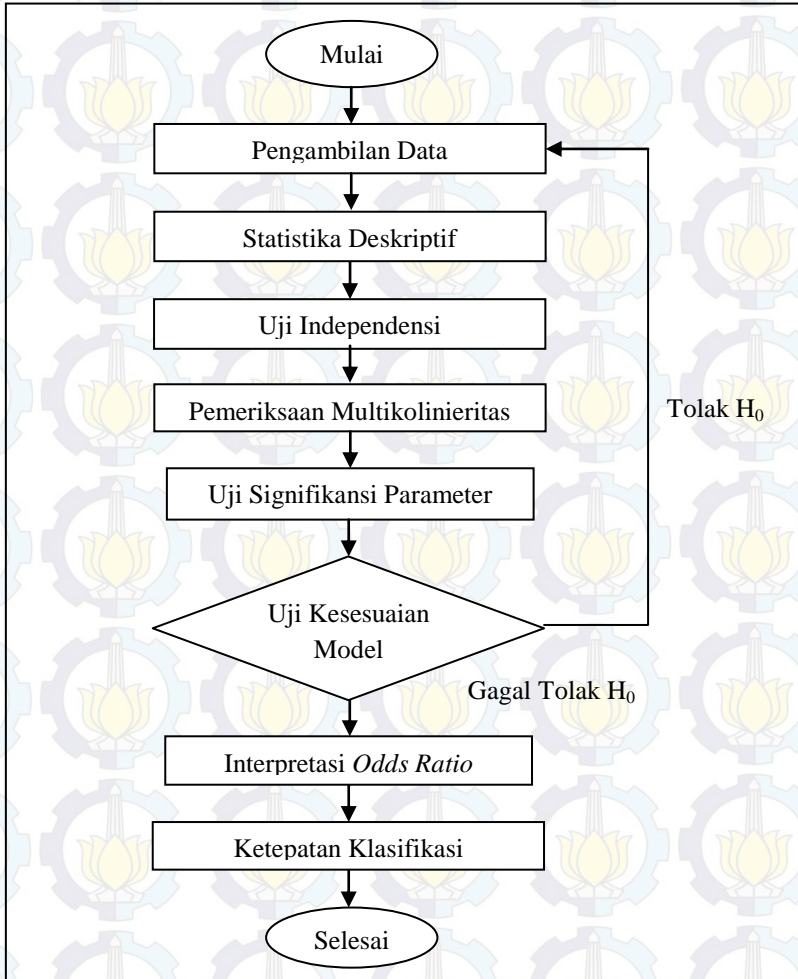 Mulai
Pengambilan Data
Statistika Deskriptif
Uji Independensi
Pemeriksaan Multikolinieritas
Tolak H₀
Uji Signifikansi Parameter
Uji Kesesuaian
Model
Gagal Tolak H₀
Interpretasi Odds Ratio
Ketepatan Klasifikasi
Selesai